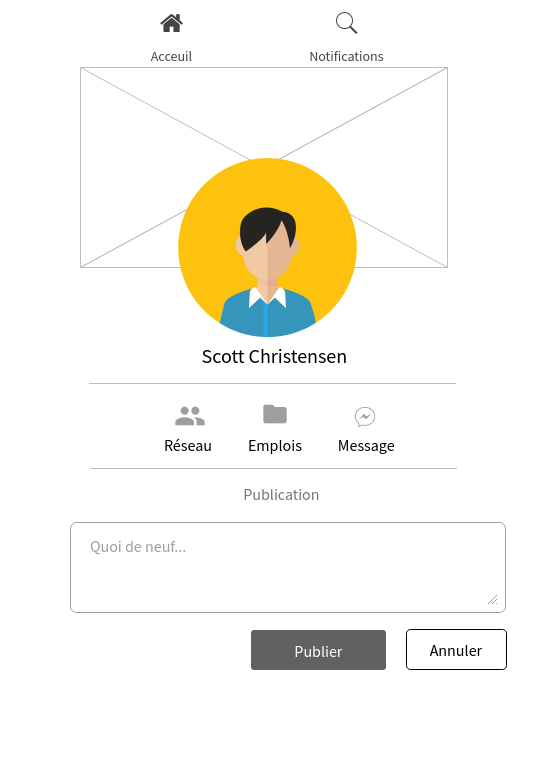 Acceuil
Notifications
Scott Christensen
Réseau
Emplois
Message
Publication
Quoi de neuf...
Publier
Annuler